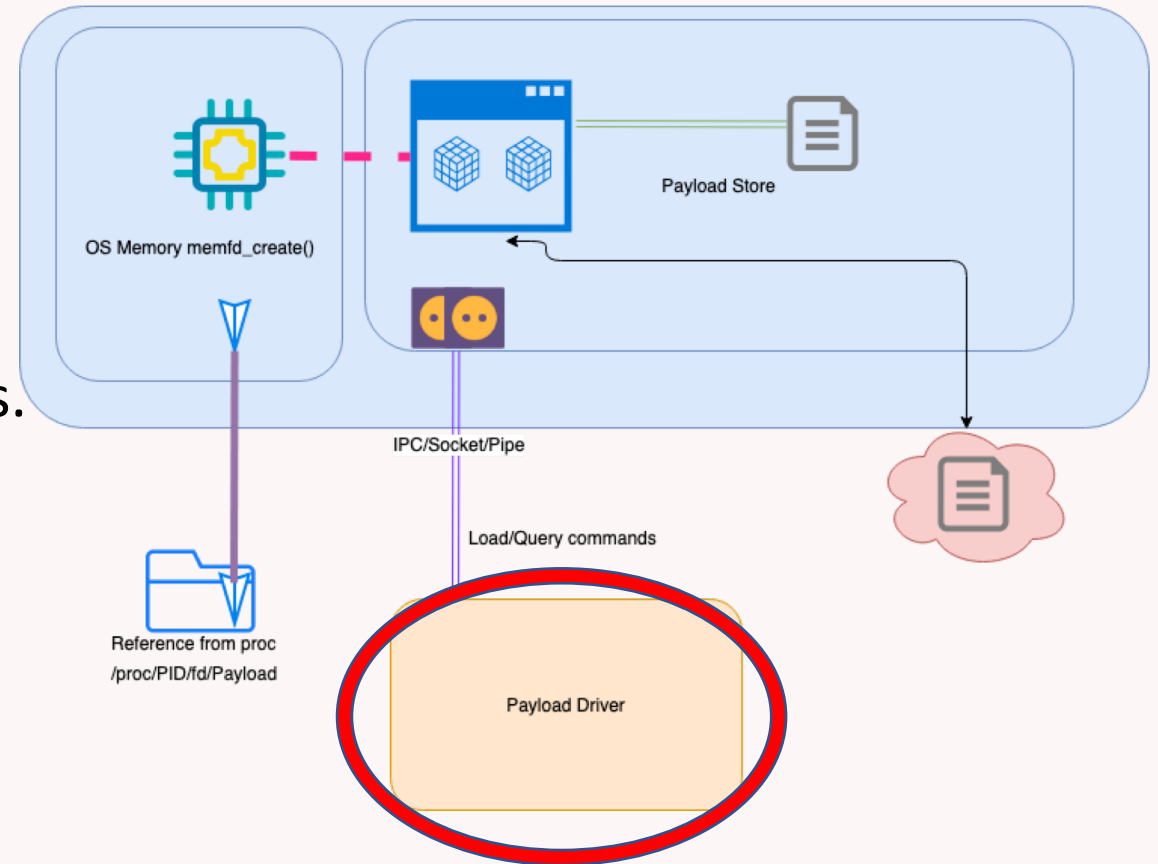 Payload Store
OS Memory memfd_create()
s.
IPC/Socket/Pipe
Load/Query commands
Reference from proc
/proc/PID/fd/Payload
Payload Driver